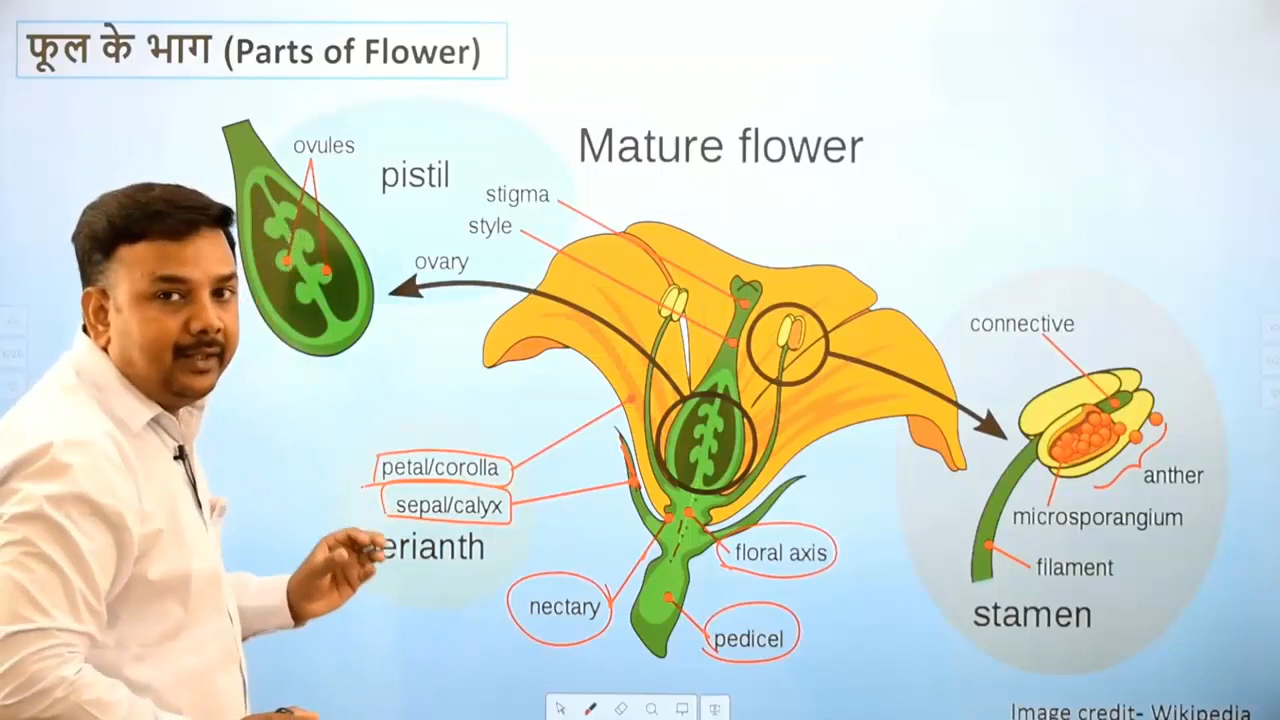 फूल के भाग (Parts of Flower)
Mature flower
ovules
pistil
stigma
style
ovary
connective
petal/corolla
sepal/calyx
erianth
anther
microsporangium
floral axis
filament
nectary
stamen
pedicel
Image credit- Wikipedia